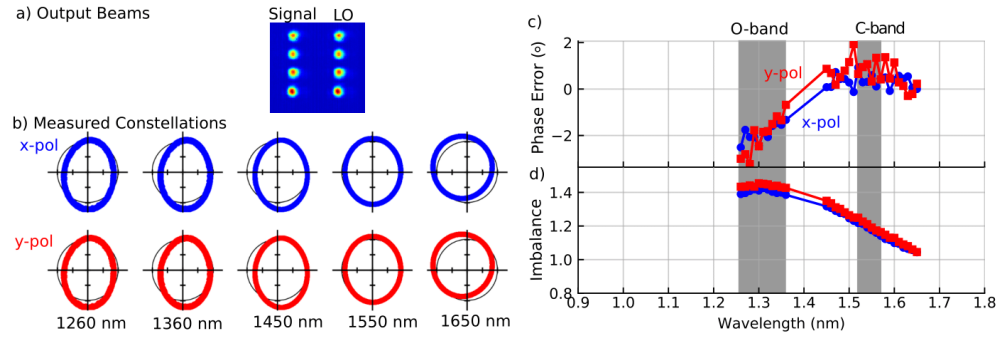 a) Output Beams
Signal LO
b) Measured Constellations
x-pol
y-pol
1260 nm 1360 nm 1450 nm 1550 nm 1650 nm
c)
O-band C-band
2
0
−2
Phase Error (o)
y-pol
x-pol
d)
1.4
1.2
1.0
0.8
Imbalance
0.9 1.0 1.1 1.2 1.3 1.4 1.5 1.6 1.7 1.8
Wavelength (nm)